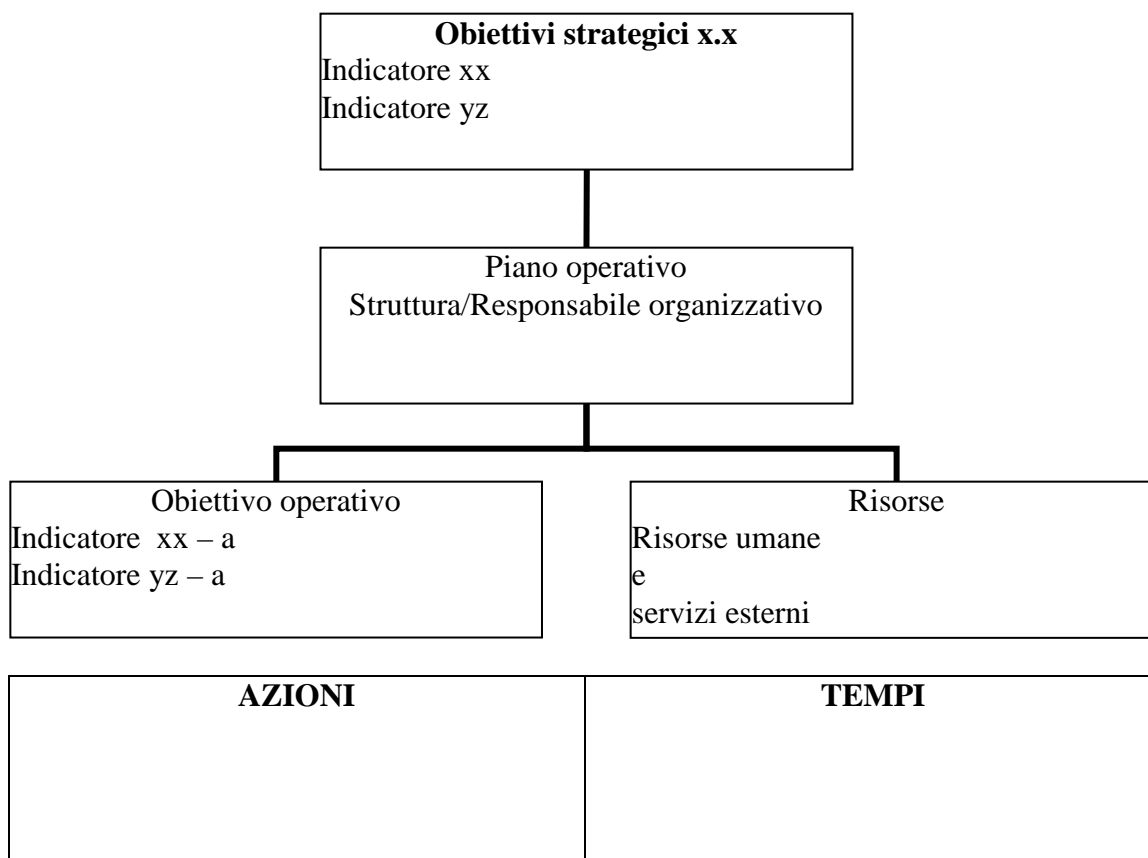 Obiettivi strategici x.x
Indicatore xx
Indicatore yz
Piano operativo
Struttura/Responsabile organizzativo
Obiettivo operativo
Indicatore  xx – a
Indicatore yz – a
Risorse
Risorse umane
e
servizi esterni
AZIONI
TEMPI